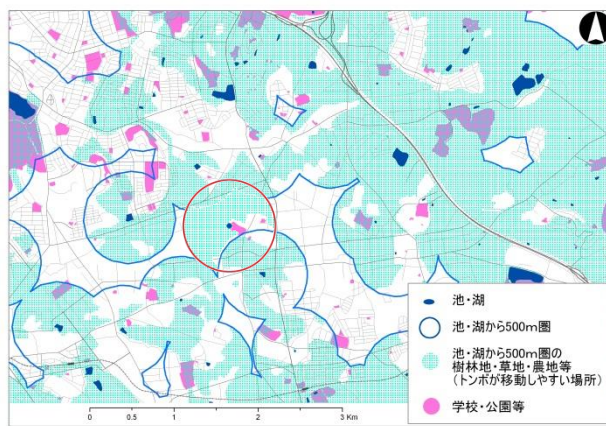 池・湖
池・湖から500m圏
池・湖から500m圏の
樹林地・草地・農地等
(トンボが移動しやすい場所)
学校・公園等
0 0.5 1 2 3 Km